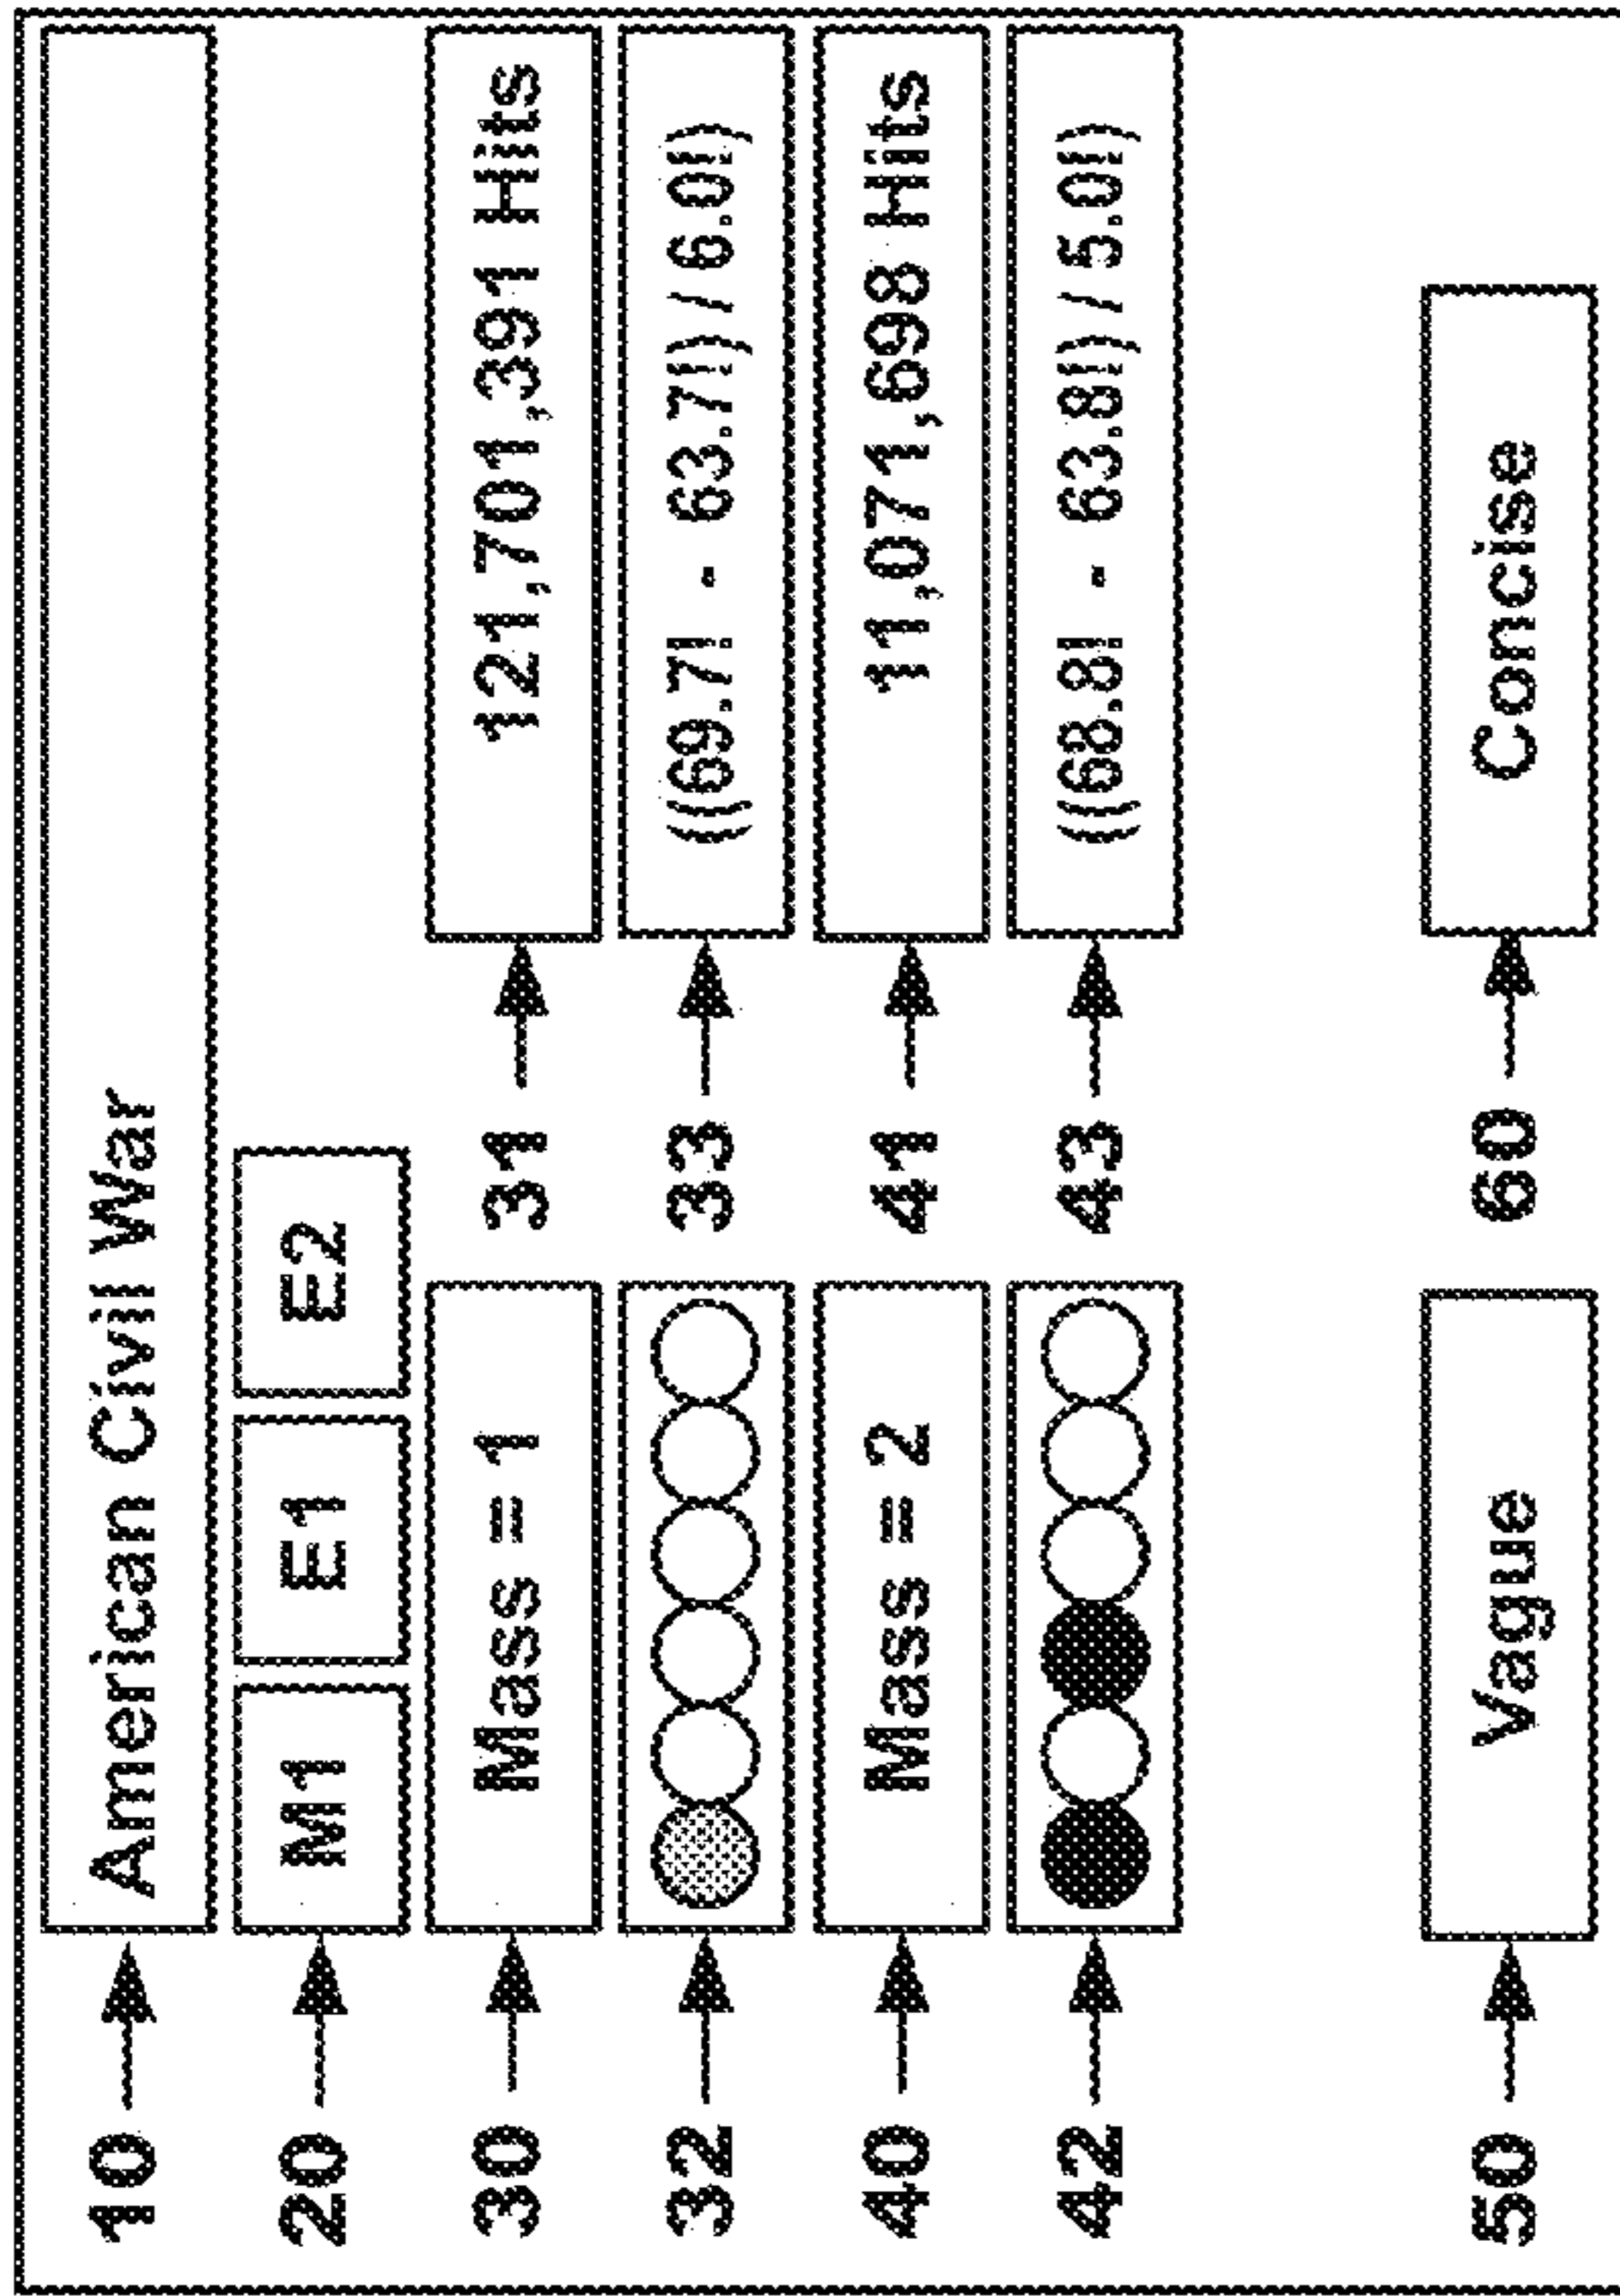 10 American Civil War
20 M1 E1 E2
30 Mass = 1 31 121,701,391 Hits
32 33 ((69.7! - 63.7!) / 6.0!)
40 Mass = 2 41 11,071,698 Hits
42 43 ((68.8! - 63.8!) / 5.0!)
50 Vague 60 Concise